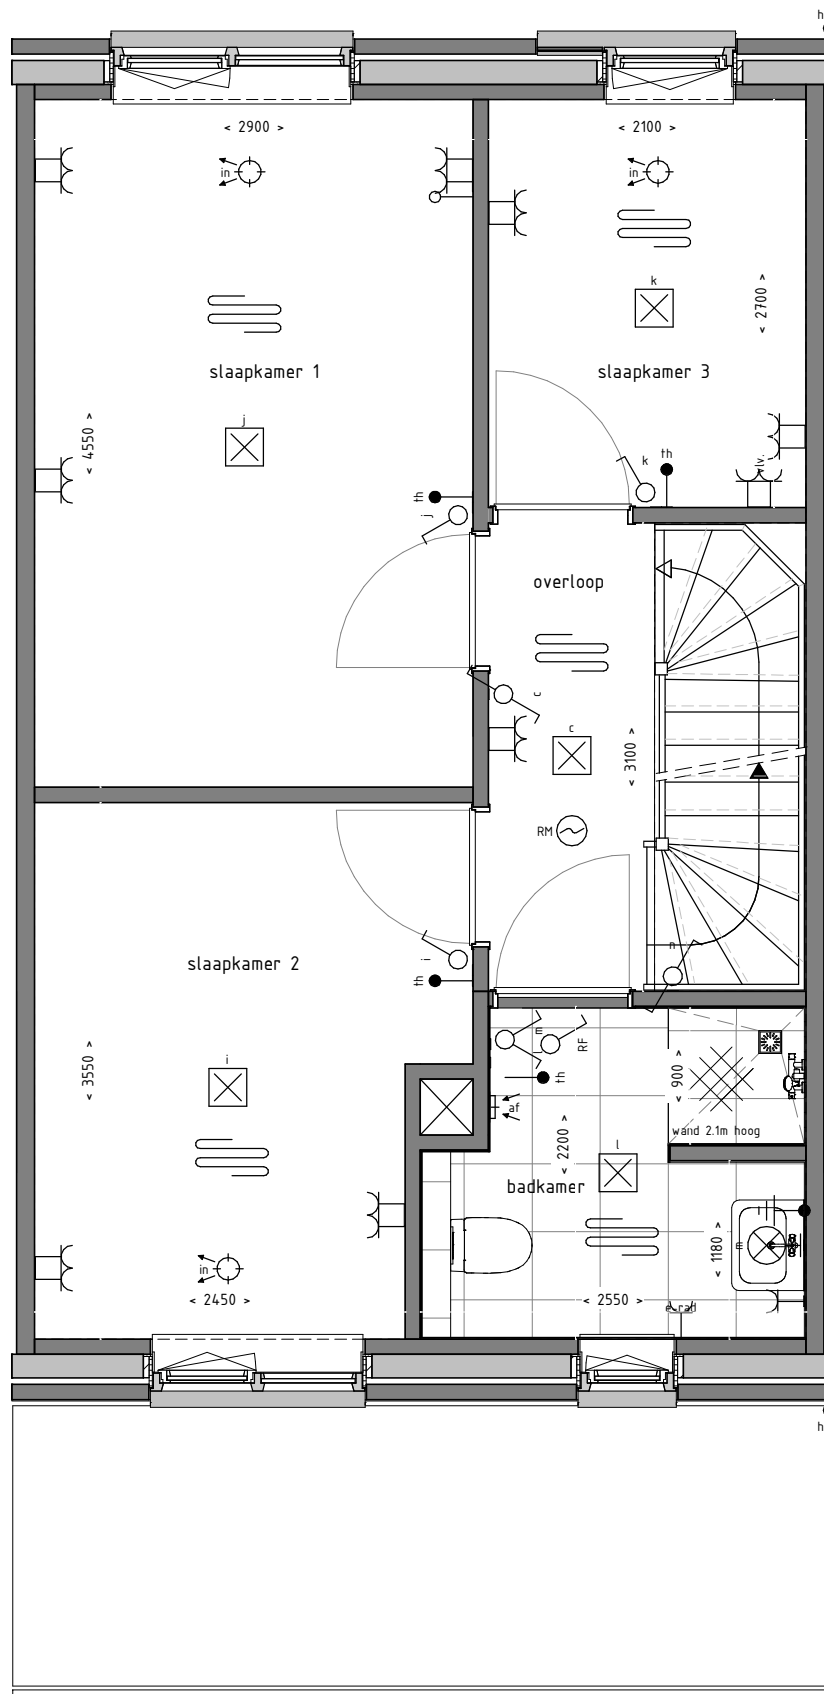 h
< 2900 >
< 2100 >
in
in
k
< 2700 >
slaapkamer 1
slaapkamer 3
j
< 4550 >
k
th
wlv.
th
j
overloop
c
c
< 3100 >
RM
n
i
slaapkamer 2
th
m
l
RF
th
< 900 >
< 3550 >
i
af
wand 2.1m hoog
< 2200 >
l
badkamer
l
m
< 1180 >
in
< 2450 >
< 2550 >
e-rad
h